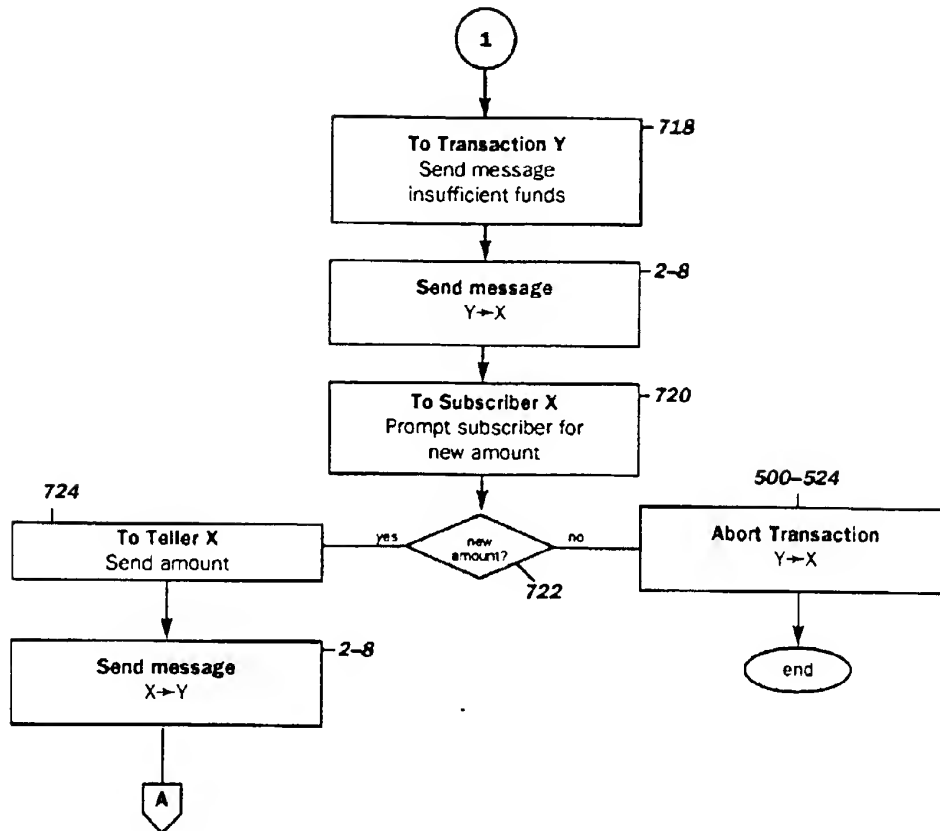 1
718
To Transaction Y
Send message
insufficient funds
2–8
Send message
Y→X
720
To Subscriber X
Prompt subscriber for
new amount
724
To Teller X
Send amount
yes
new
amount?
no
722
500–524
Abort Transaction
Y→X
2–8
Send message
X→Y
end
A